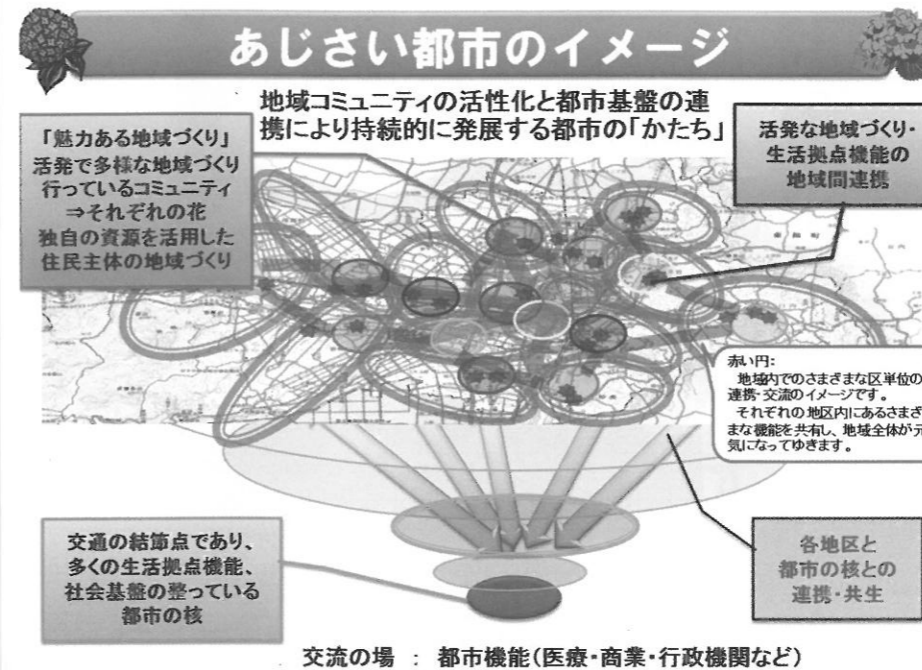 あじさい都市のイメージ
地域コミュニティの活性化と都市基盤の連
携により持続的に発展する都市の「かたち」
「魅力ある地域づくり」
活発で多様な地域づくり
行っているコミュニティ
⇒それぞれの花
独自の資源を活用した
住民主体の地域づくり
活発な地域づくり・
生活拠点機能の
地域間連携
赤い円：
地域内でのさまざまな区単位の
連携・交流のイメージです。
それぞれの地区内にあるさまざ
まな機能を共有し、地域全体が元
気になってゆきます。
交通の結節点であり、
多くの生活拠点機能、
社会基盤の整っている
都市の核
各地区と
都市の核との
連携・共生
交流の場 ： 都市機能（医療・商業・行政機関など）